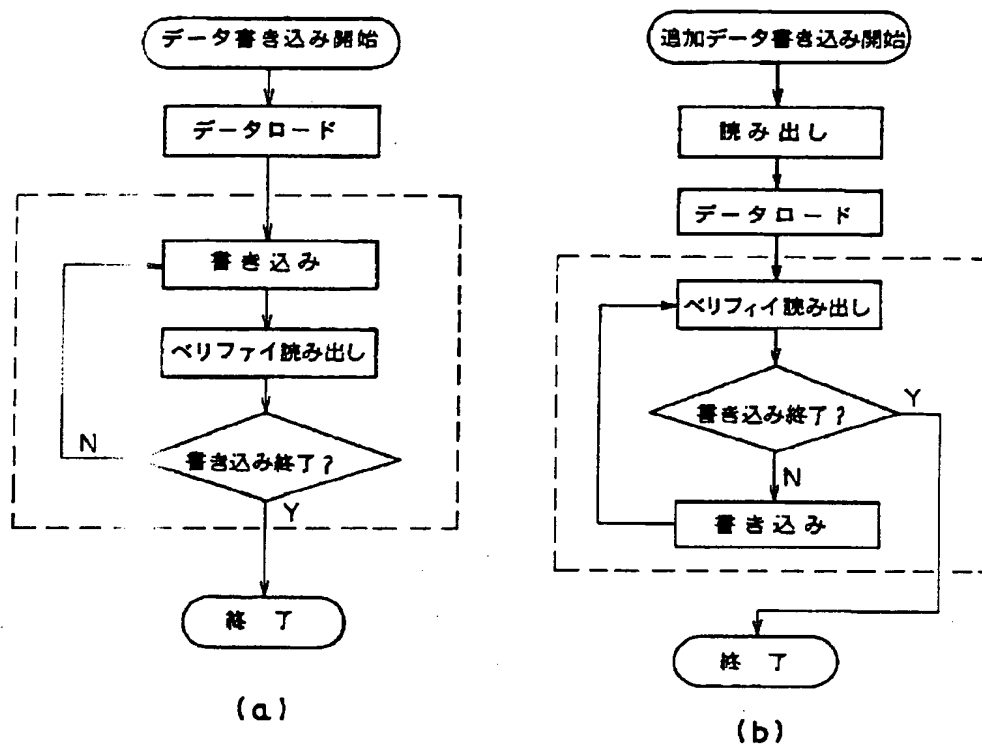 データ書き込み開始
データロード
書き込み
ベリファイ読み出し
書き込み終了?
N
Y
終了
(a)
追加データ書き込み開始
読み出し
データロード
ベリフィイ読み出し
書き込み終了?
Y
N
書き込み
終了
(b)